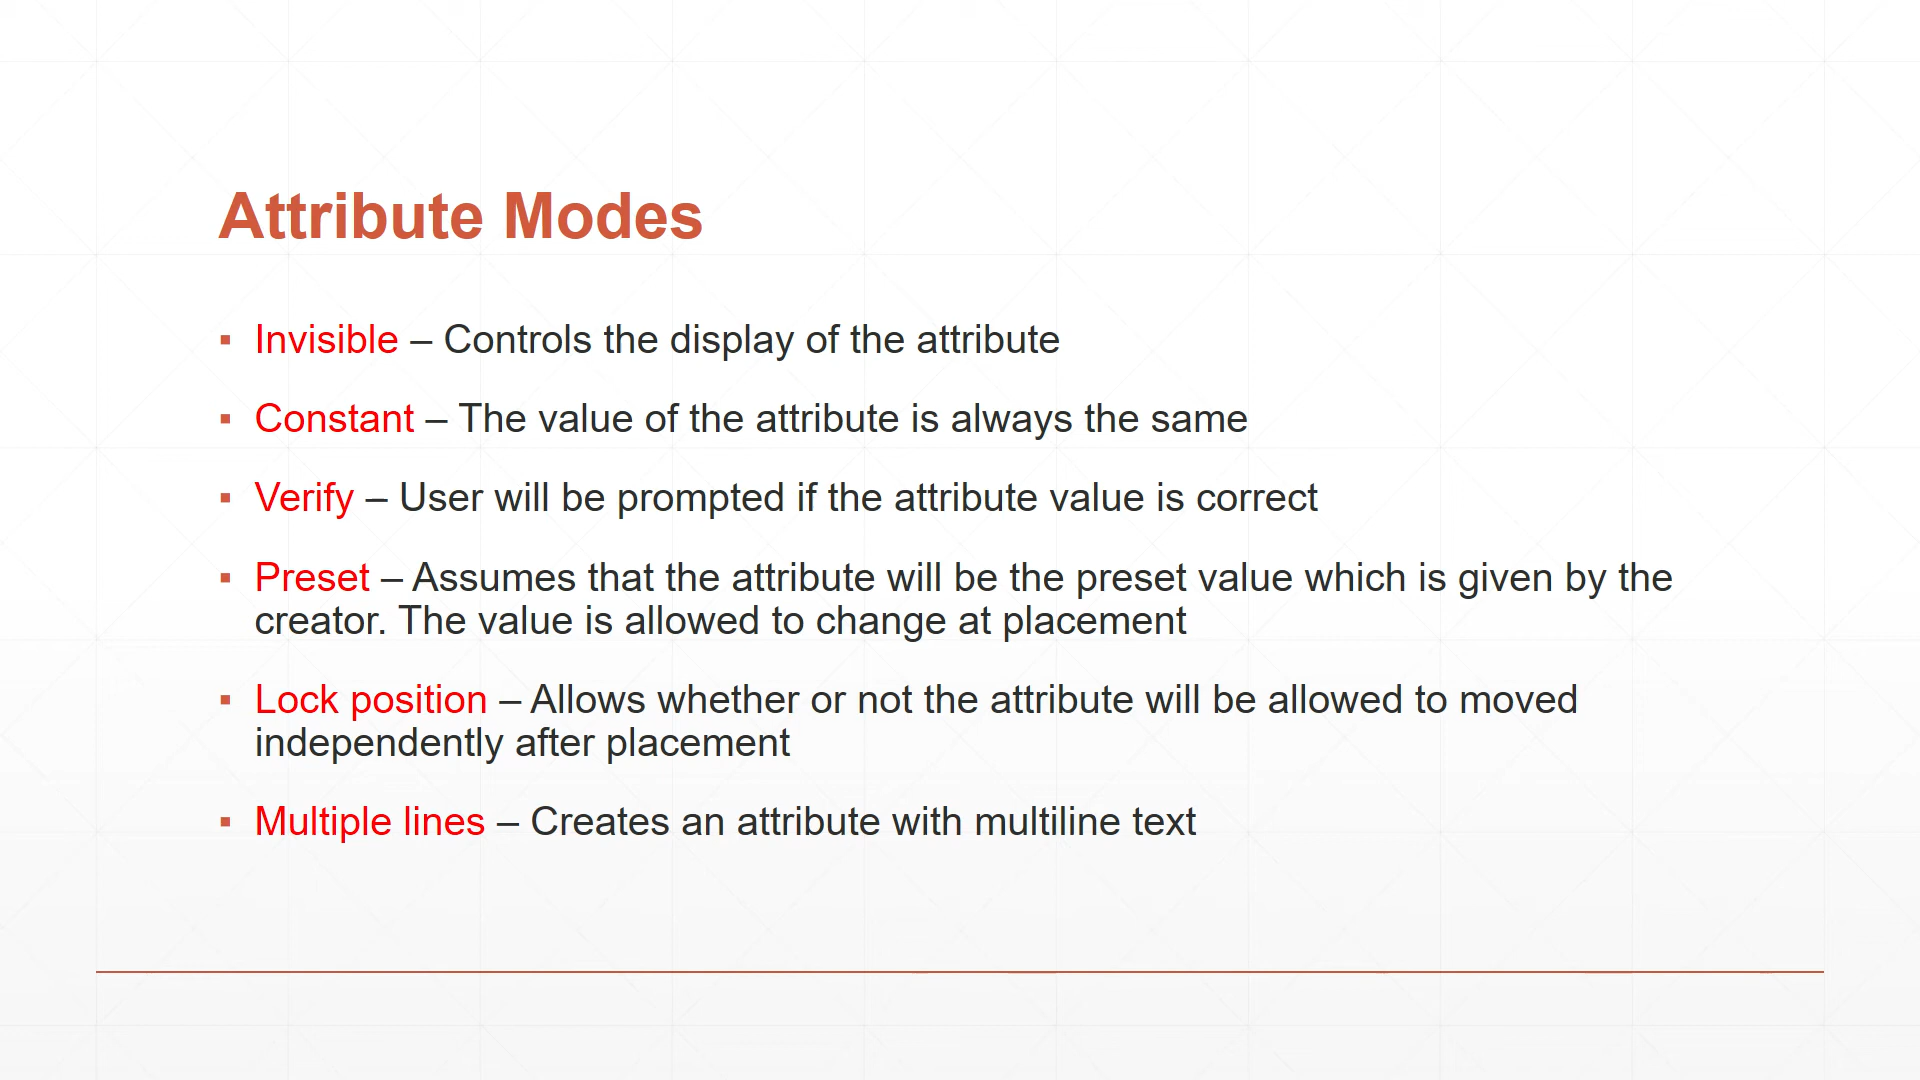 Attribute Modes
▪ Invisible – Controls the display of the attribute
▪ Constant – The value of the attribute is always the same
▪ Verify – User will be prompted if the attribute value is correct
▪ Preset – Assumes that the attribute will be the preset value which is given by the
creator. The value is allowed to change at placement
▪ Lock position – Allows whether or not the attribute will be allowed to moved
independently after placement
▪ Multiple lines – Creates an attribute with multiline text